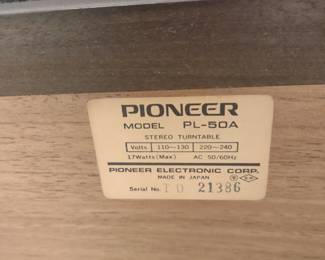 PIONEER
MODEL PL-50A
STEREO TURNTABLE
Volts 110~130 220~240
17Watts(Max) AC 50/60Hz
PIONEER ELECTRONIC CORP.
MADE IN JAPAN
Serial No. TO 21386